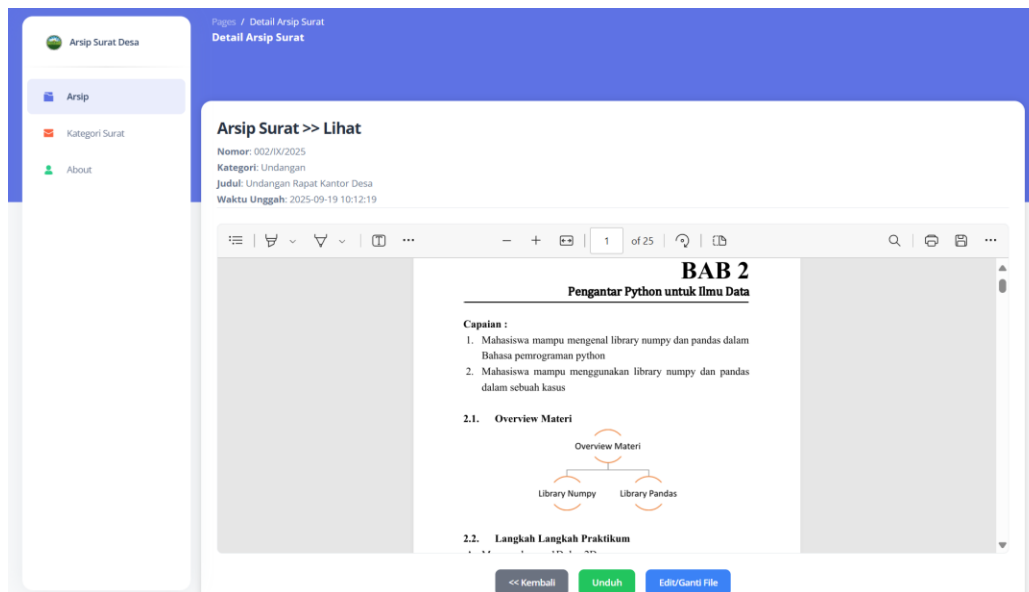 Arsip Surat Desa
Arsip
Kategori Surat
About
Pages / Detail Arsip Surat
Detail Arsip Surat
Arsip Surat >> Lihat
Nomor: 002/IX/2025
Kategori: Undangan
Judul: Undangan Rapat Kantor Desa
Waktu Unggah: 2025-09-19 10:12:19
1 of 25
BAB 2
Pengantar Python untuk Ilmu Data
Capaian :
1. Mahasiswa mampu mengenal library numpy dan pandas dalam
Bahasa pemrograman python
2. Mahasiswa mampu menggunakan library numpy dan pandas
dalam sebuah kasus
2.1. Overview Materi
Overview Materi
Library Numpy Library Pandas
2.2. Langkah Langkah Praktikum
<< Kembali
Unduh
Edit/Ganti File